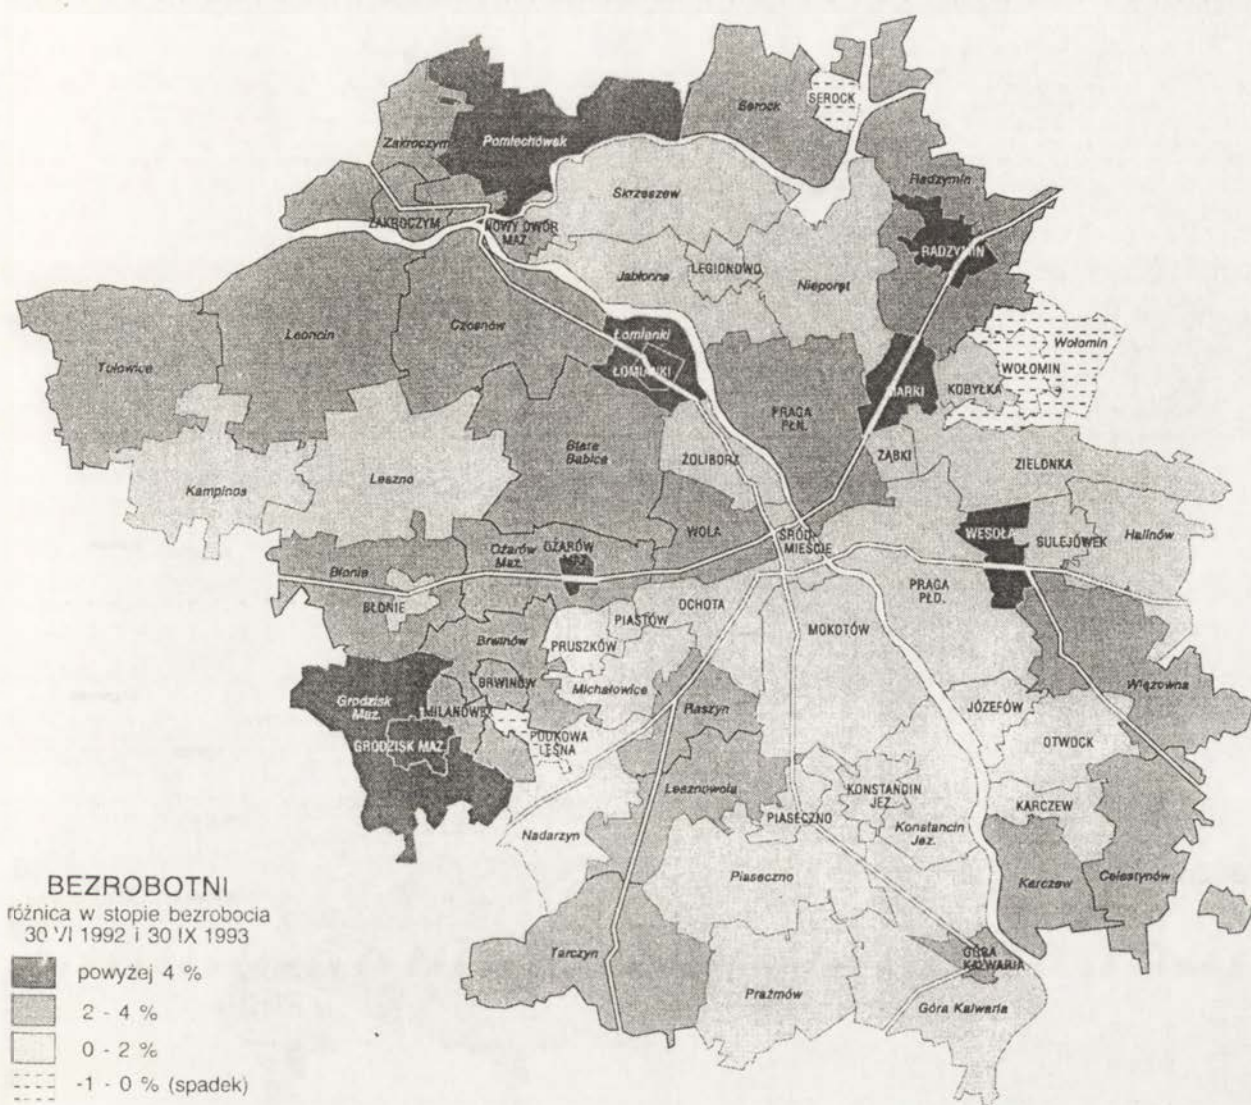 SEROCK
Serock
Zakroczym
Pomiechówek
Radzymin
Skrzeszew
ZAKROCZYM
NOWY DWÓR
MAZ.
RADZYMIN
Jabłonna
LEGIONOWO
Nieporęt
Leoncin
Czosnów
Łomianki
ŁOMIANKI
Wołomin
WOŁOMIN
Tułowice
MARKI
KOBYŁKA
PRAGA
PŁN.
Stare
Babice
ŻOLIBORZ
ZĄBKI
ZIELONKA
Kampinos
Leszno
WOLA
ŚRÓD-
MIEŚCIE
WESOŁA
SULEJÓWEK
Halinów
Ożarów
Maz.
OŻARÓW
MAZ.
Błonie
BŁONIE
OCHOTA
PIASTÓW
PRAGA
PŁD.
Brwinów
PRUSZKÓW
MOKOTÓW
BRWINÓW
Michałowice
Wiązowna
Grodzisk
Maz.
MILANÓWEK
Raszyn
JÓZEFÓW
PODKOWA
LEŚNA
GRODZISK MAZ.
OTWOCK
Lesznowola
KONSTANCIN
JEZ.
KARCZEW
PIASECZNO
Nadarzyn
Konstancin
Jez.
Piaseczno
Karczew
Celestynów
Tarczyn
GÓRA
KALWARIA
Prażmów
Góra Kalwaria
BEZROBOTNI
różnica w stopie bezrobocia
30 VI 1992 i 30 IX 1993
powyżej 4 %
2 - 4 %
0 - 2 %
-1 - 0 % (spadek)